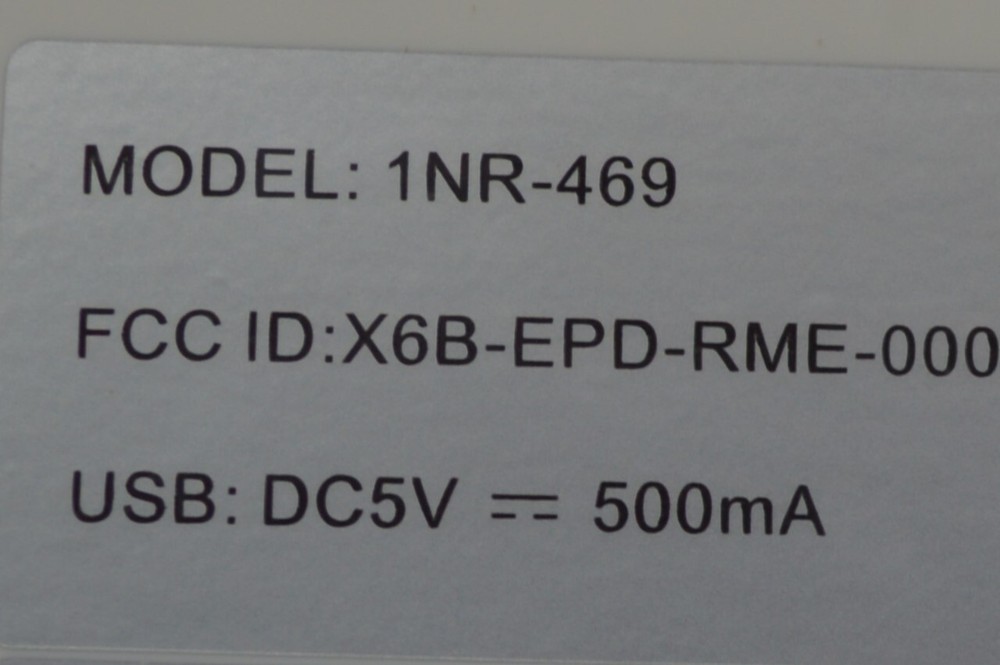 MODEL: 1NR-469
FCC ID:X6B-EPD-RME-000
USB: DC5V ⎓ 500mA